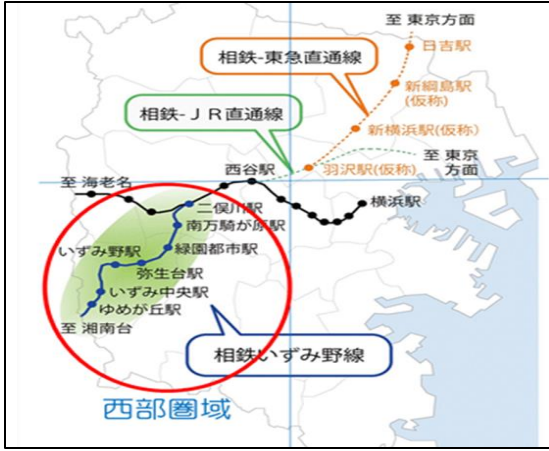 至 東京方面
日吉駅
相鉄-東急直通線
新綱島駅
(仮称)
相鉄-ＪＲ直通線
新横浜駅(仮称)
至 東京
方面
西谷駅
羽沢駅(仮称)
至 海老名
二俣川駅
横浜駅
南万騎が原駅
いずみ野駅
緑園都市駅
弥生台駅
いずみ中央駅
ゆめが丘駅
至 湘南台
相鉄いずみ野線
西部圏域